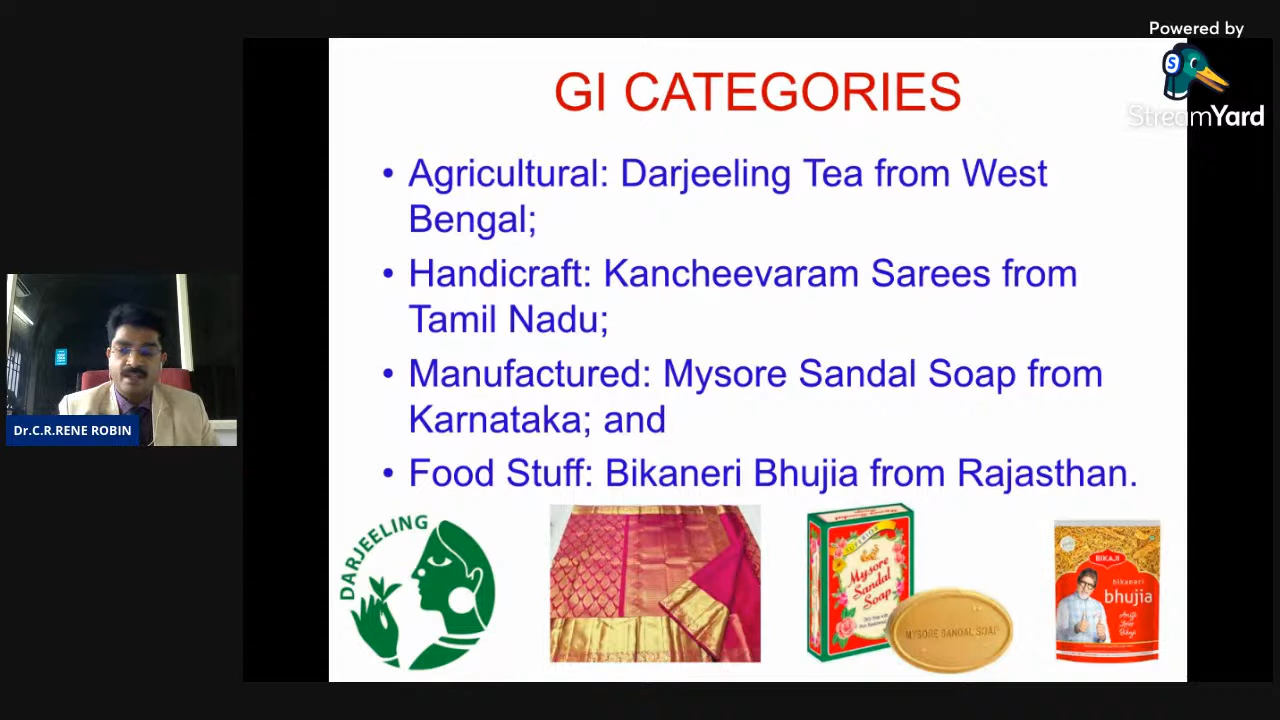 Powered by
StreamYard
GI CATEGORIES
• Agricultural: Darjeeling Tea from West
Bengal;
• Handicraft: Kancheevaram Sarees from
Tamil Nadu;
• Manufactured: Mysore Sandal Soap from
Karnataka; and
• Food Stuff: Bikaneri Bhujia from Rajasthan.
Dr.C.R.RENE ROBIN
DARJEELING
SUPERIOR
Mysore
Sandal
Soap
MYSORE SANDAL SOAP
BIKAJI
bikaneri
bhujia